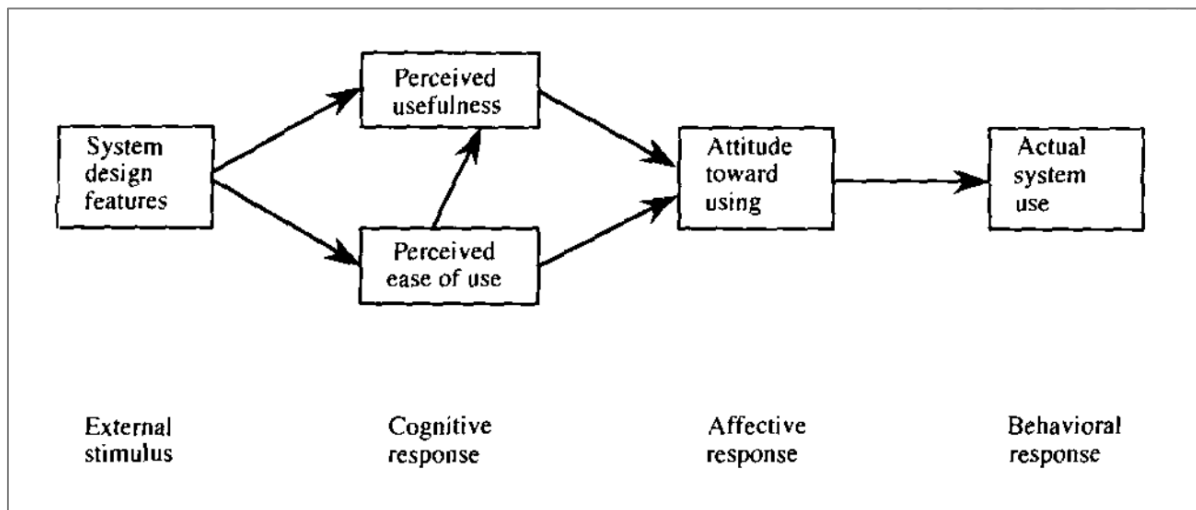 Perceived
usefulness
System
design
features
Perceived
ease of use
Attitude
toward
using
Actual
system
use
External
stimulus
Cognitive
response
Affective
response
Behavioral
response